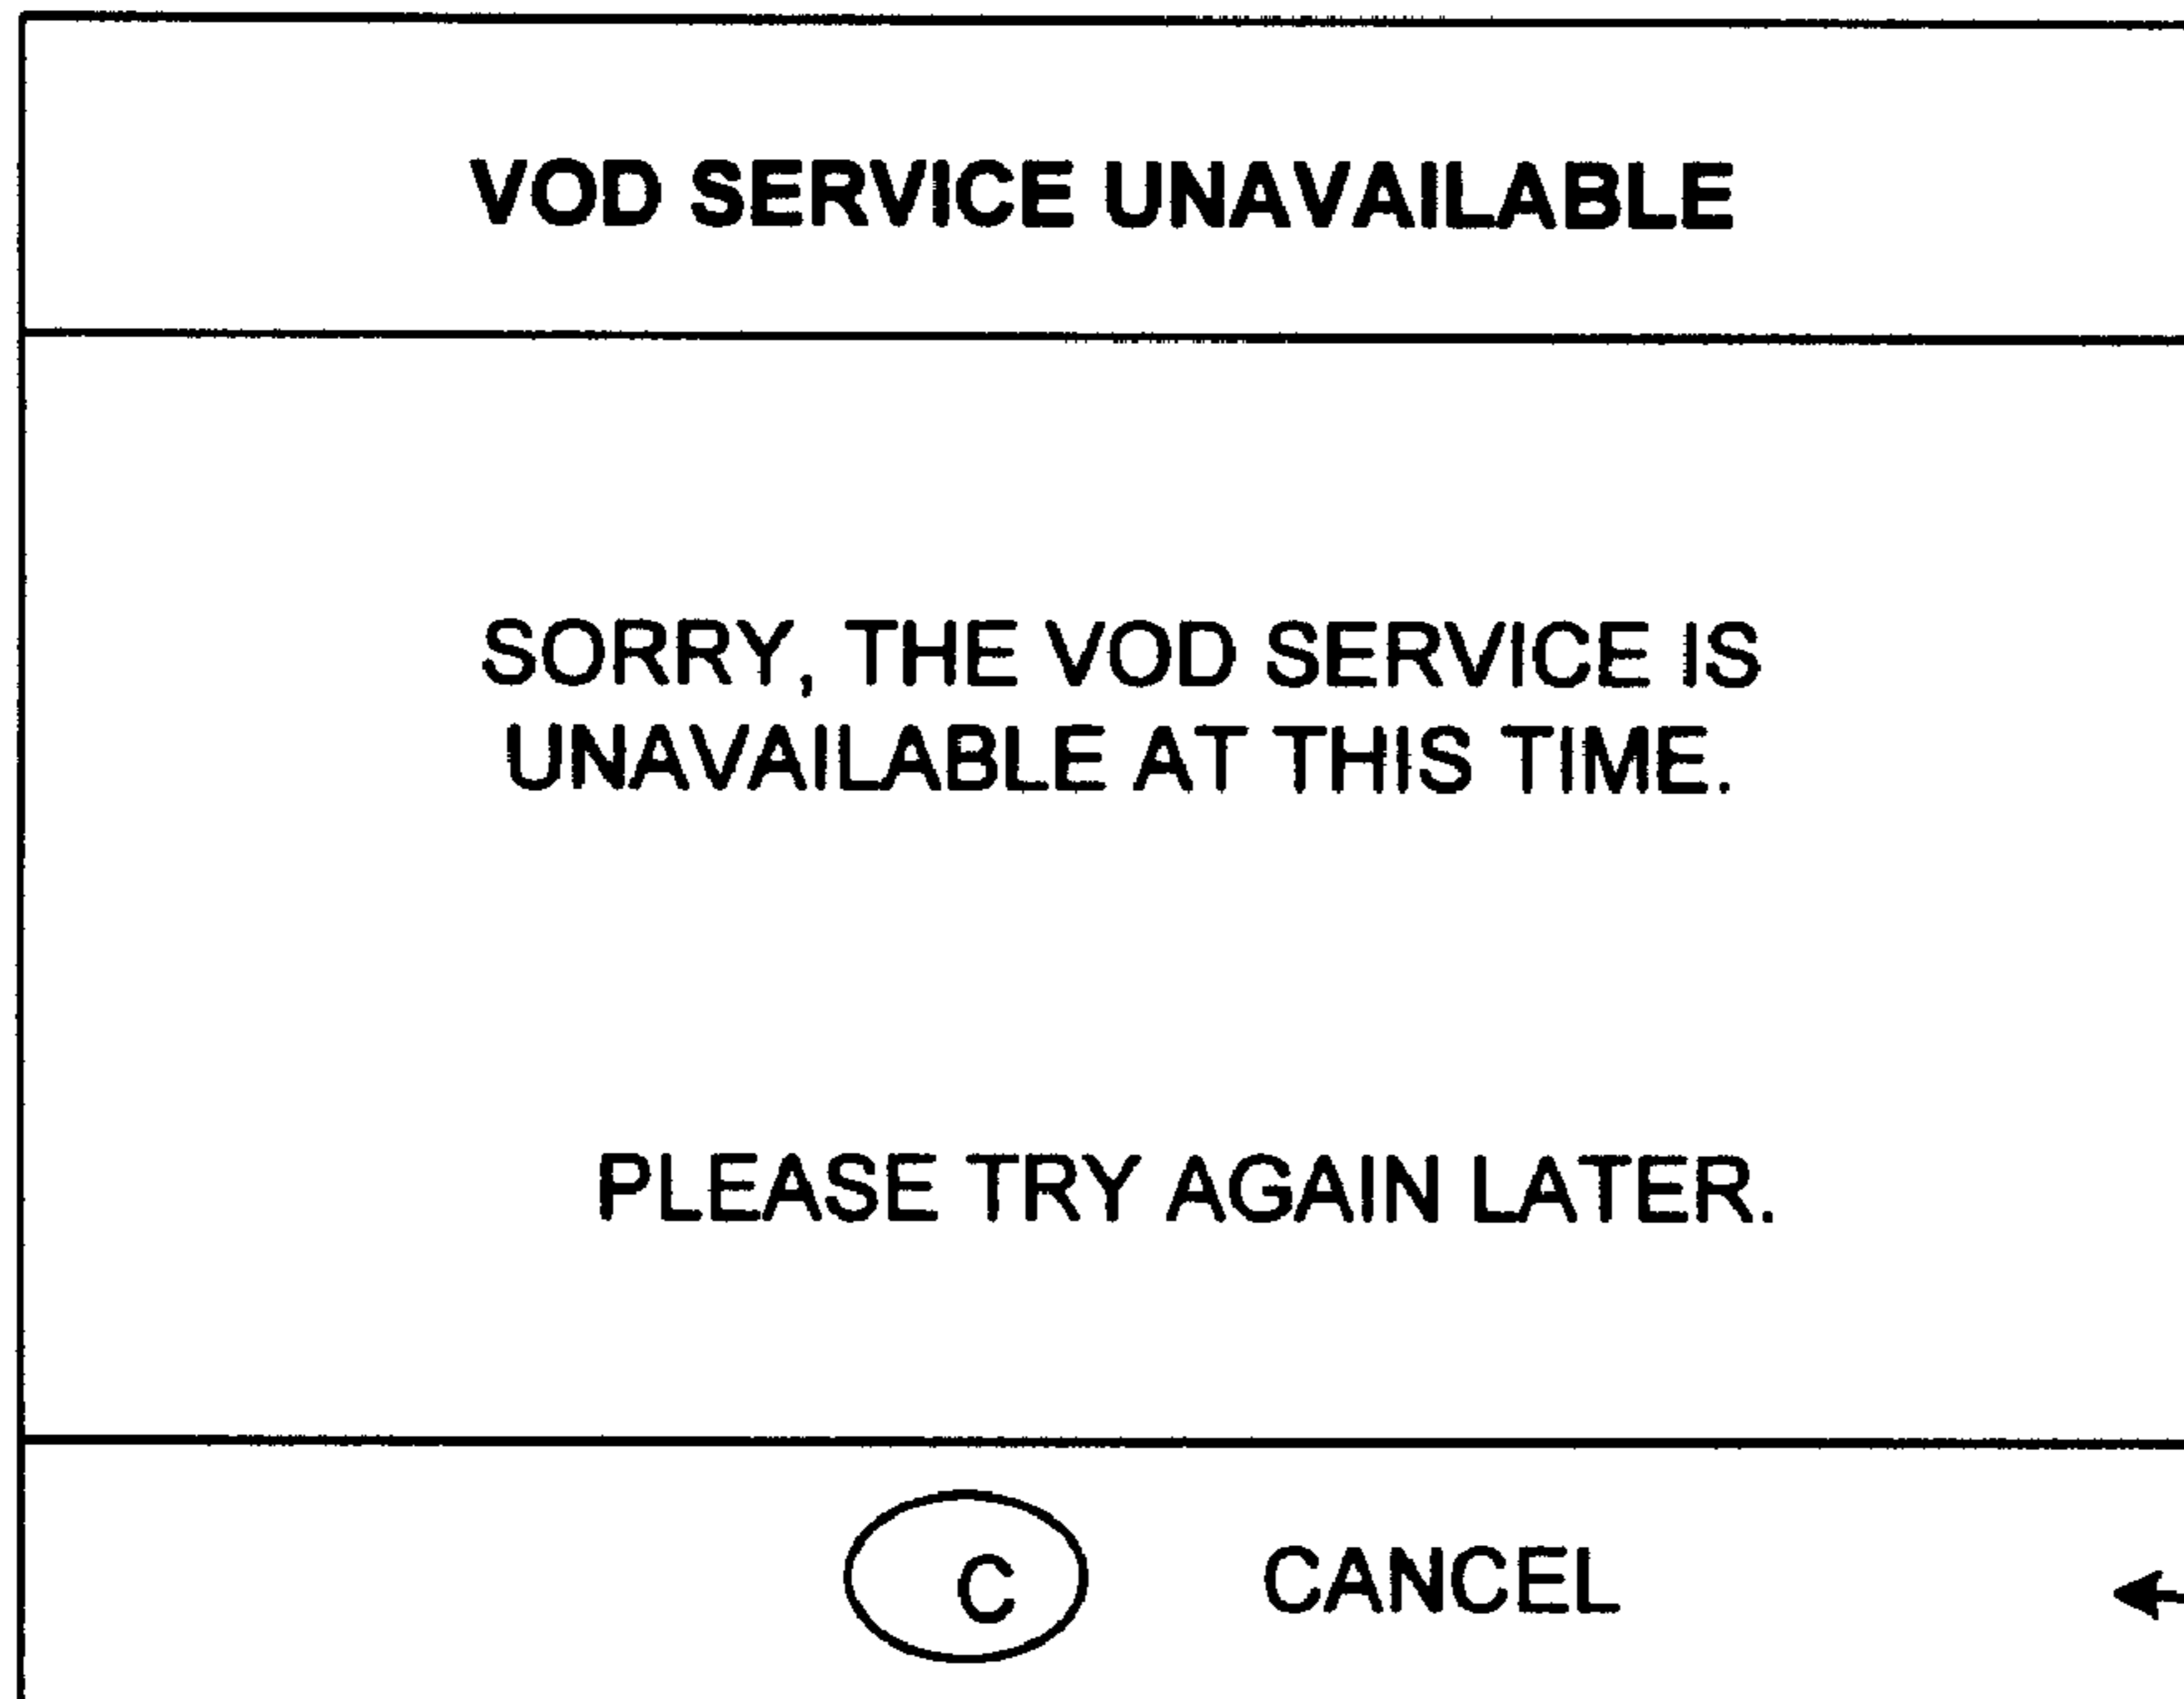 VOD SERVICE UNAVAILABLE
SORRY, THE VOD SERVICE IS
UNAVAILABLE AT THIS TIME.
PLEASE TRY AGAIN LATER.
C CANCEL